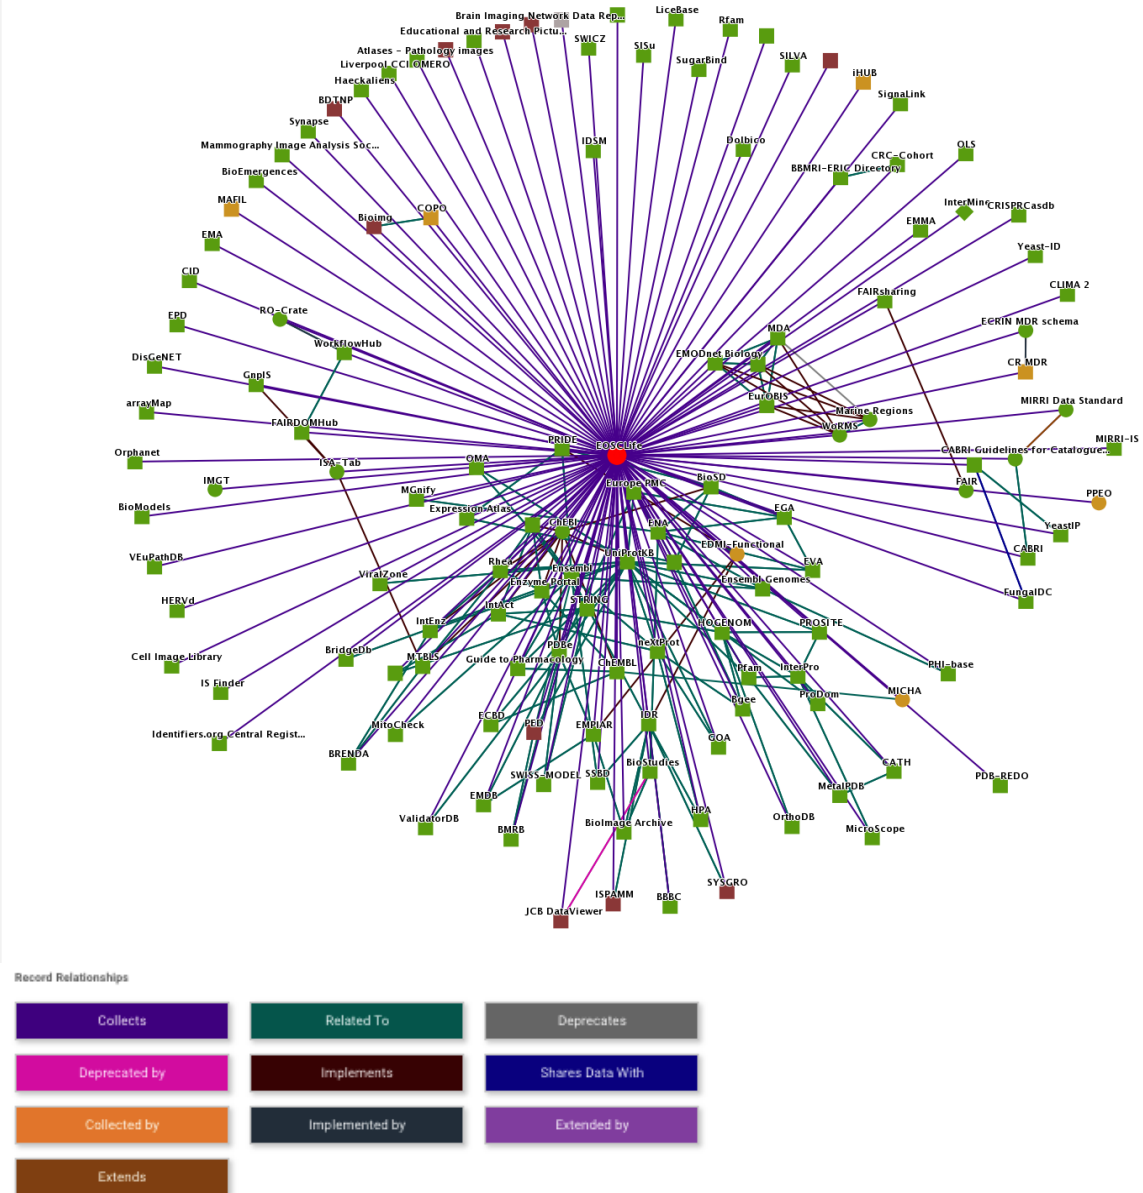 Brain Imaging Network Data Rep...
LiceBase
Educational and Research Pictu...
Rfam
SWICZ
SISu
Atlases - Pathology images
SILVA
SugarBind
Liverpool CCI OMERO
iHUB
Haeckaliens
SignaLink
BDTNP
Synapse
IDSM
Dolbico
OLS
Mammography Image Analysis Soc...
CRC-Cohort
BBMRI-ERIC Directory
BioEmergences
MAFIL
InterMine
CRISPRCasdb
COPO
Bioimg
EMMA
EMA
Yeast-ID
CID
CLIMA 2
FAIRsharing
RO-Crate
EPD
ECRIN MDR schema
MDA
WorkflowHub
EMODnet Biology
DisGeNET
CR MDR
GnpIS
EurOBIS
MIRRI Data Standard
arrayMap
Marine Regions
FAIRDOMHub
WoRMS
PRIDE
EOSCLife
MIRRI-IS
CABRI Guidelines for Catalogue...
Orphanet
OMA
ISA-Tab
BioSD
IMGT
Europe PMC
FAIR
MGnify
PPEO
BioModels
Expression Atlas
EGA
ChEBI
ENA
YeastIP
EDMI-Functional
CABRI
VEuPathDB
UniProtKB
Rhea
Ensembl
EVA
ViralZone
Enzyme Portal
Ensembl Genomes
FungalDC
HERVd
STRING
IntAct
IntEnz
HOGENOM
PROSITE
BridgeDb
PDBe
neXtProt
Cell Image Library
MTBLS
Guide to Pharmacology
ChEMBL
Pfam
InterPro
PHI-base
IS Finder
Bgee
ProDom
MICHA
ECBD
IDR
Identifiers.org Central Regist...
MitoCheck
PED
EMPIAR
GOA
BRENDA
BioStudies
CATH
SWISS-MODEL
SSBD
PDB-REDO
EMDB
MetalPDB
ValidatorDB
BMRB
BioImage Archive
HPA
OrthoDB
MicroScope
SYSGRO
ISPAMM
BBBC
JCB DataViewer
Record Relationships
Collects
Related To
Deprecates
Deprecated by
Implements
Shares Data With
Collected by
Implemented by
Extended by
Extends